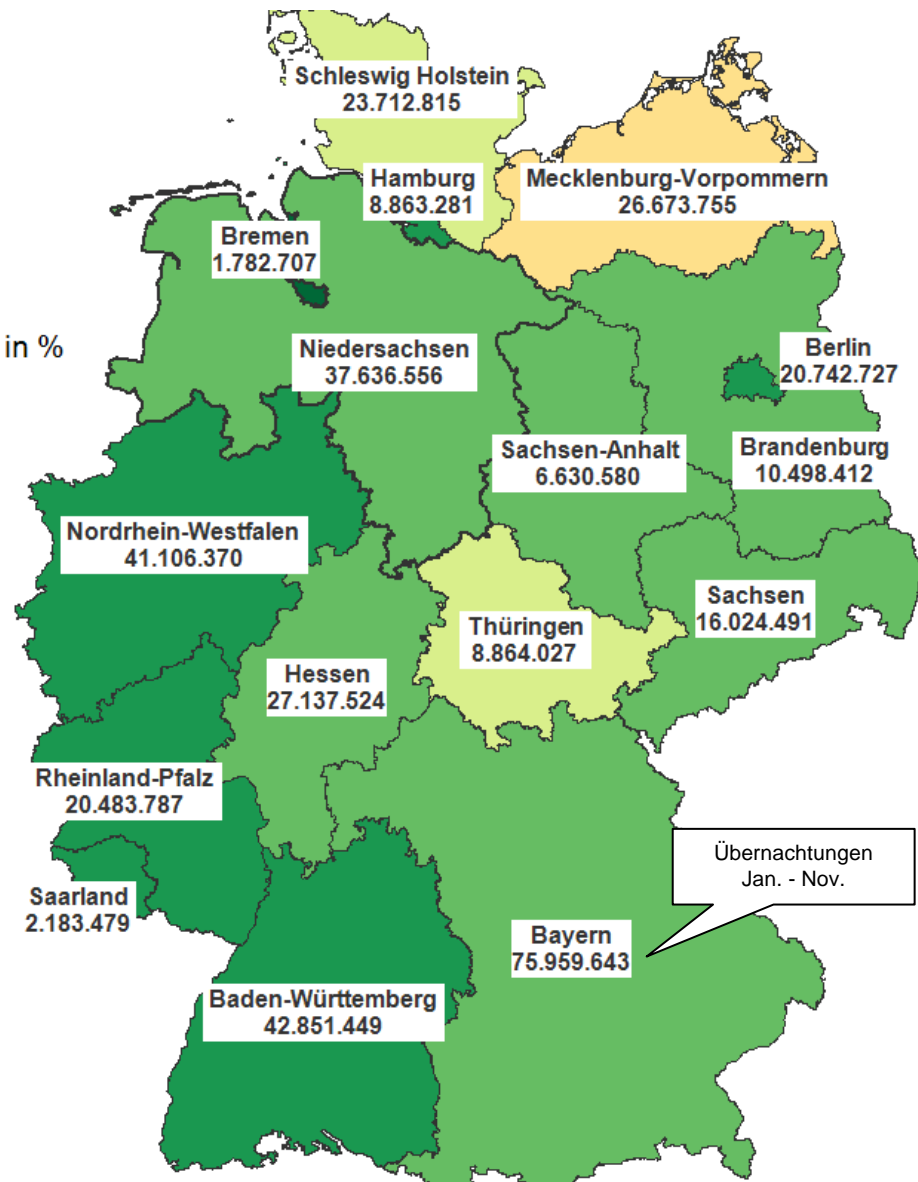 Schleswig Holstein
23.712.815
Hamburg
8.863.281
Mecklenburg-Vorpommern
26.673.755
Bremen
1.782.707
in %
Niedersachsen
37.636.556
Berlin
20.742.727
Sachsen-Anhalt
6.630.580
Brandenburg
10.498.412
Nordrhein-Westfalen
41.106.370
Sachsen
16.024.491
Thüringen
8.864.027
Hessen
27.137.524
Rheinland-Pfalz
20.483.787
Übernachtungen
Jan. - Nov.
Saarland
2.183.479
Bayern
75.959.643
Baden-Württemberg
42.851.449